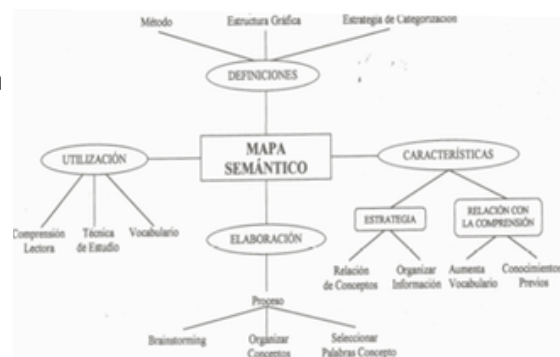 Método
Estructura Gráfica
Estrategia de Categorización
DEFINICIONES
MAPA
SEMÁNTICO
UTILIZACIÓN
CARACTERÍSTICAS
Comprensión
Lectora
Técnica
de Estudio
Vocabulario
ELABORACIÓN
ESTRATEGIA
RELACIÓN CON
LA COMPRENSIÓN
Relación
de Conceptos
Organizar
Información
Aumenta
Vocabulario
Conocimientos
Previos
Proceso
Brainstorming
Organizar
Conceptos
Seleccionar
Palabras Concepto